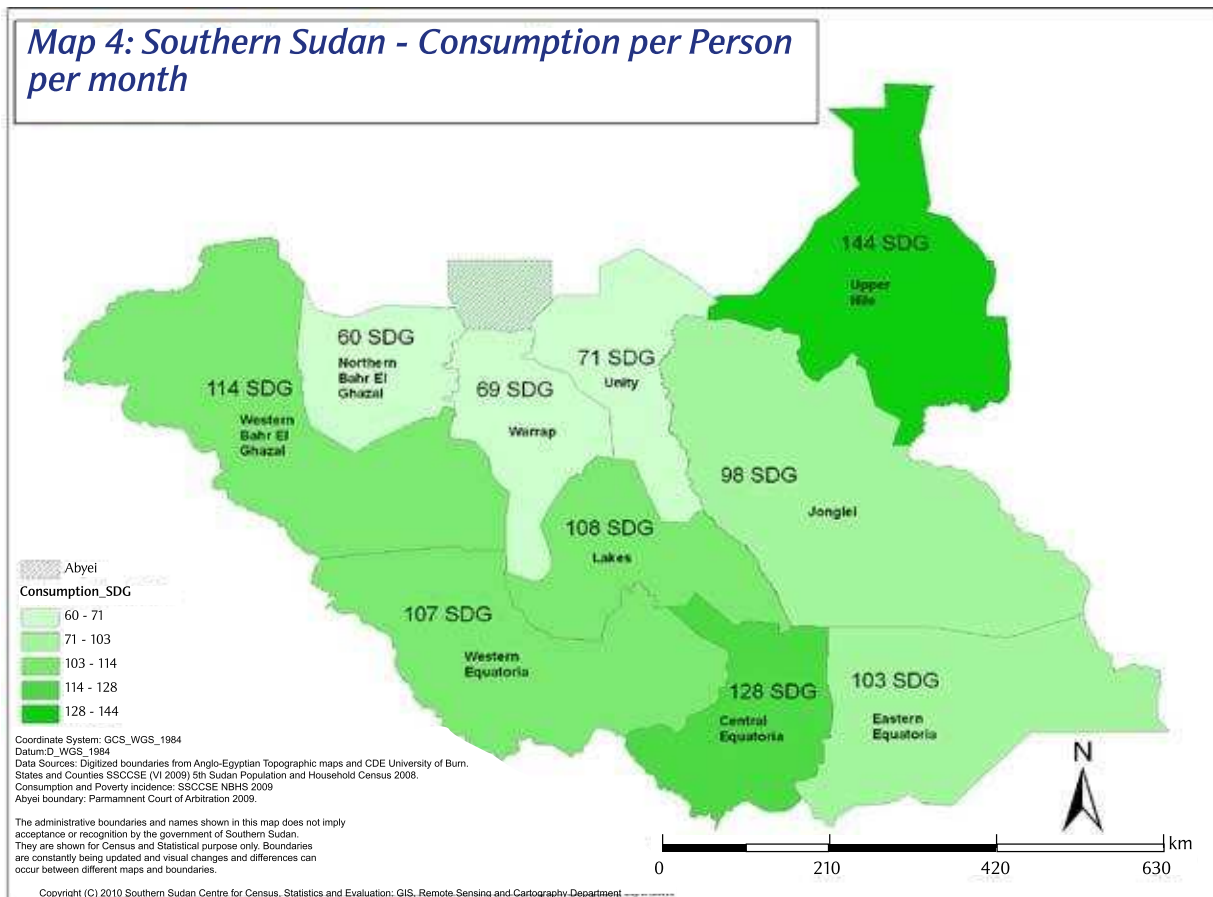 Map 4: Southern Sudan - Consumption per Person
per month
144 SDG
Upper
Nile
60 SDG
Northern
Bahr El
Ghazal
71 SDG
Unity
114 SDG
Western
Bahr El
Ghazal
69 SDG
Warrap
98 SDG
Jonglei
108 SDG
Lakes
107 SDG
Western
Equatoria
128 SDG
Central
Equatoria
103 SDG
Eastern
Equatoria
Abyei
Consumption_SDG
60 - 71
71 - 103
103 - 114
114 - 128
128 - 144
Coordinate System: GCS_WGS_1984
Datum:D_WGS_1984
Data Sources: Digitized boundaries from Anglo-Egyptian Topographic maps and CDE University of Burn.
States and Counties SSCCSE (VI 2009) 5th Sudan Population and Household Census 2008.
Consumption and Poverty incidence: SSCCSE NBHS 2009
Abyei boundary: Parmamnent Court of Arbitration 2009.
The administrative boundaries and names shown in this map does not imply
acceptance or recognition by the government of Southern Sudan.
They are shown for Census and Statistical purpose only. Boundaries
are constantly being updated and visual changes and differences can
occur between different maps and boundaries.
N
km
0 210 420 630
Copyright (C) 2010 Southern Sudan Centre for Census, Statistics and Evaluation: GIS, Remote Sensing and Cartography Department